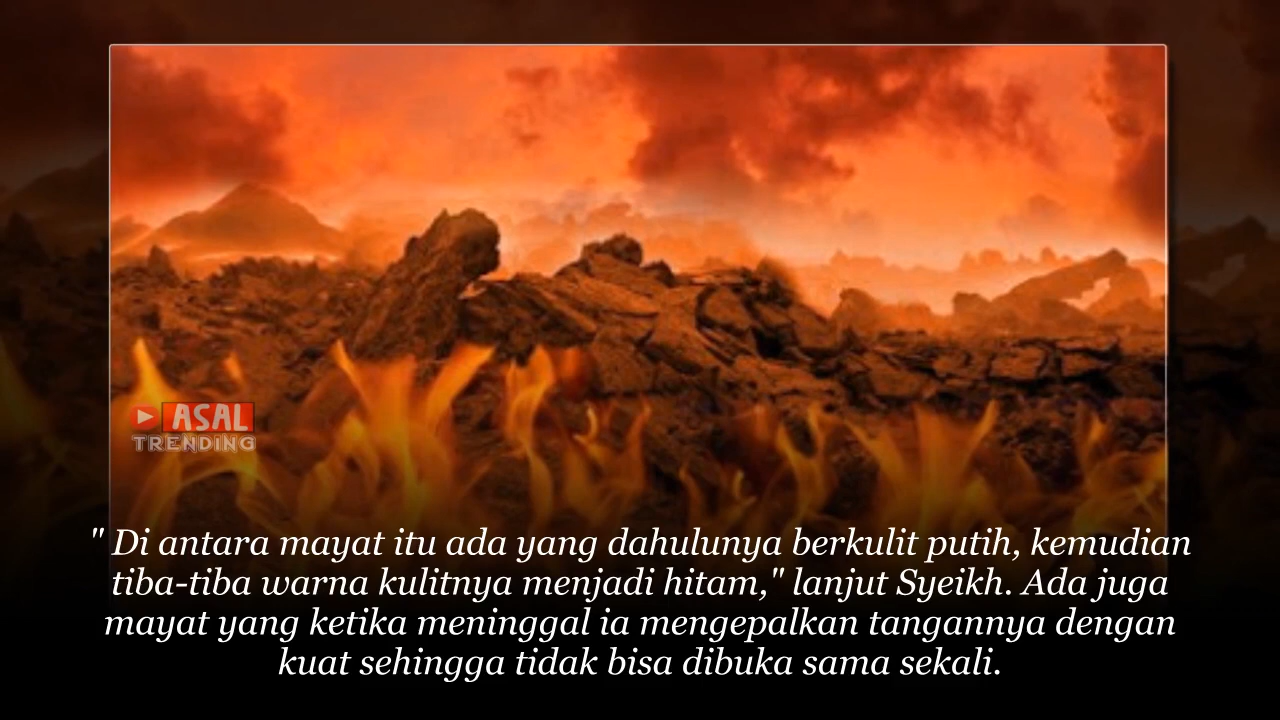 ASAL
TRENDING
" Di antara mayat itu ada yang dahulunya berkulit putih, kemudian
tiba-tiba warna kulitnya menjadi hitam," lanjut Syeikh. Ada juga
mayat yang ketika meninggal ia mengepalkan tangannya dengan
kuat sehingga tidak bisa dibuka sama sekali.